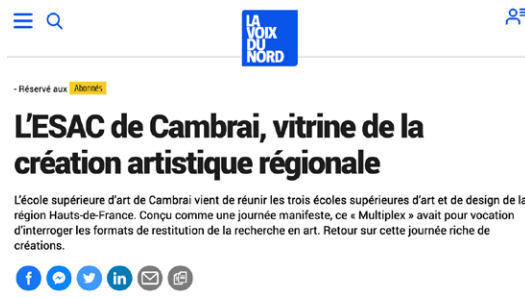 LA
VOIX
DU
NORD
- Réservé aux Abonnés
L'ESAC de Cambrai, vitrine de la
création artistique régionale
L'école supérieure d'art de Cambrai vient de réunir les trois écoles supérieures d'art et de design de la
région Hauts-de-France. Conçu comme une journée manifeste, ce « Multiplex » avait pour vocation
d'interroger les formats de restitution de la recherche en art. Retour sur cette journée riche de
créations.